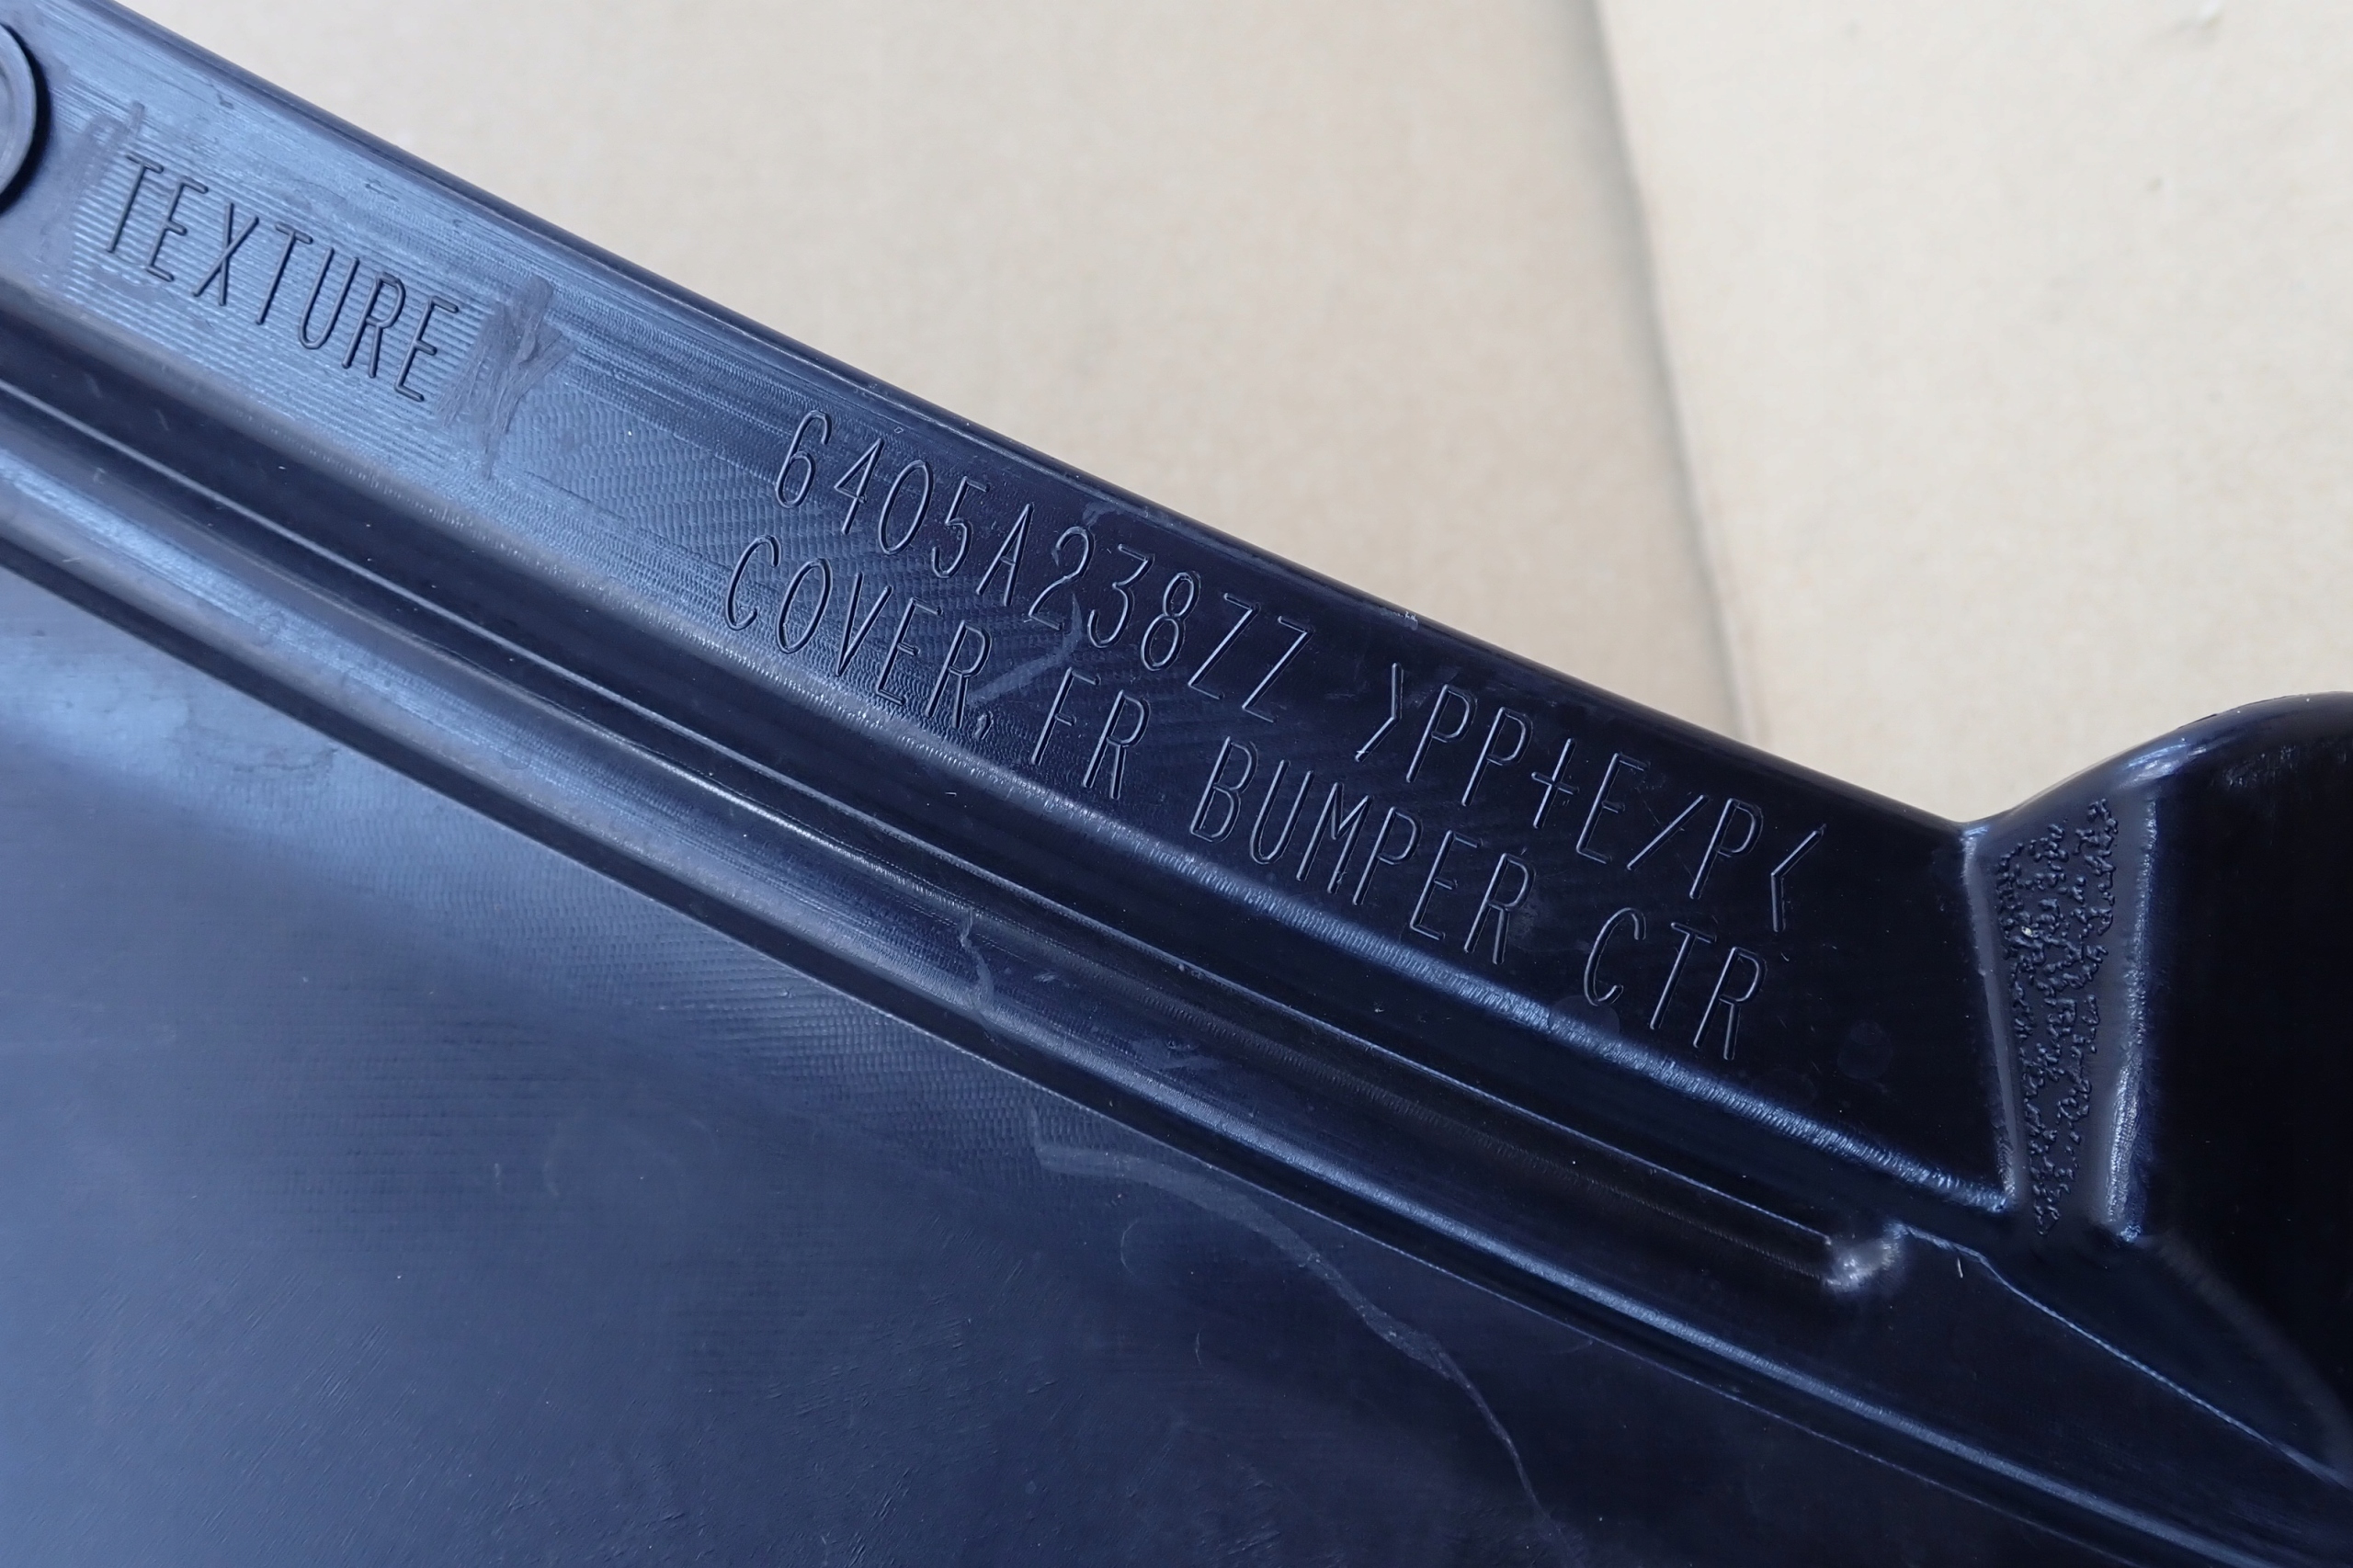 TEXTURE
6405A238ZZ >PP+E/P<
COVER, FR BUMPER CTR